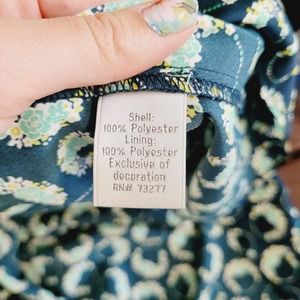 Shell:
100% Polyester
Lining:
100% Polyester
Exclusive of
decoration
RN# 73277